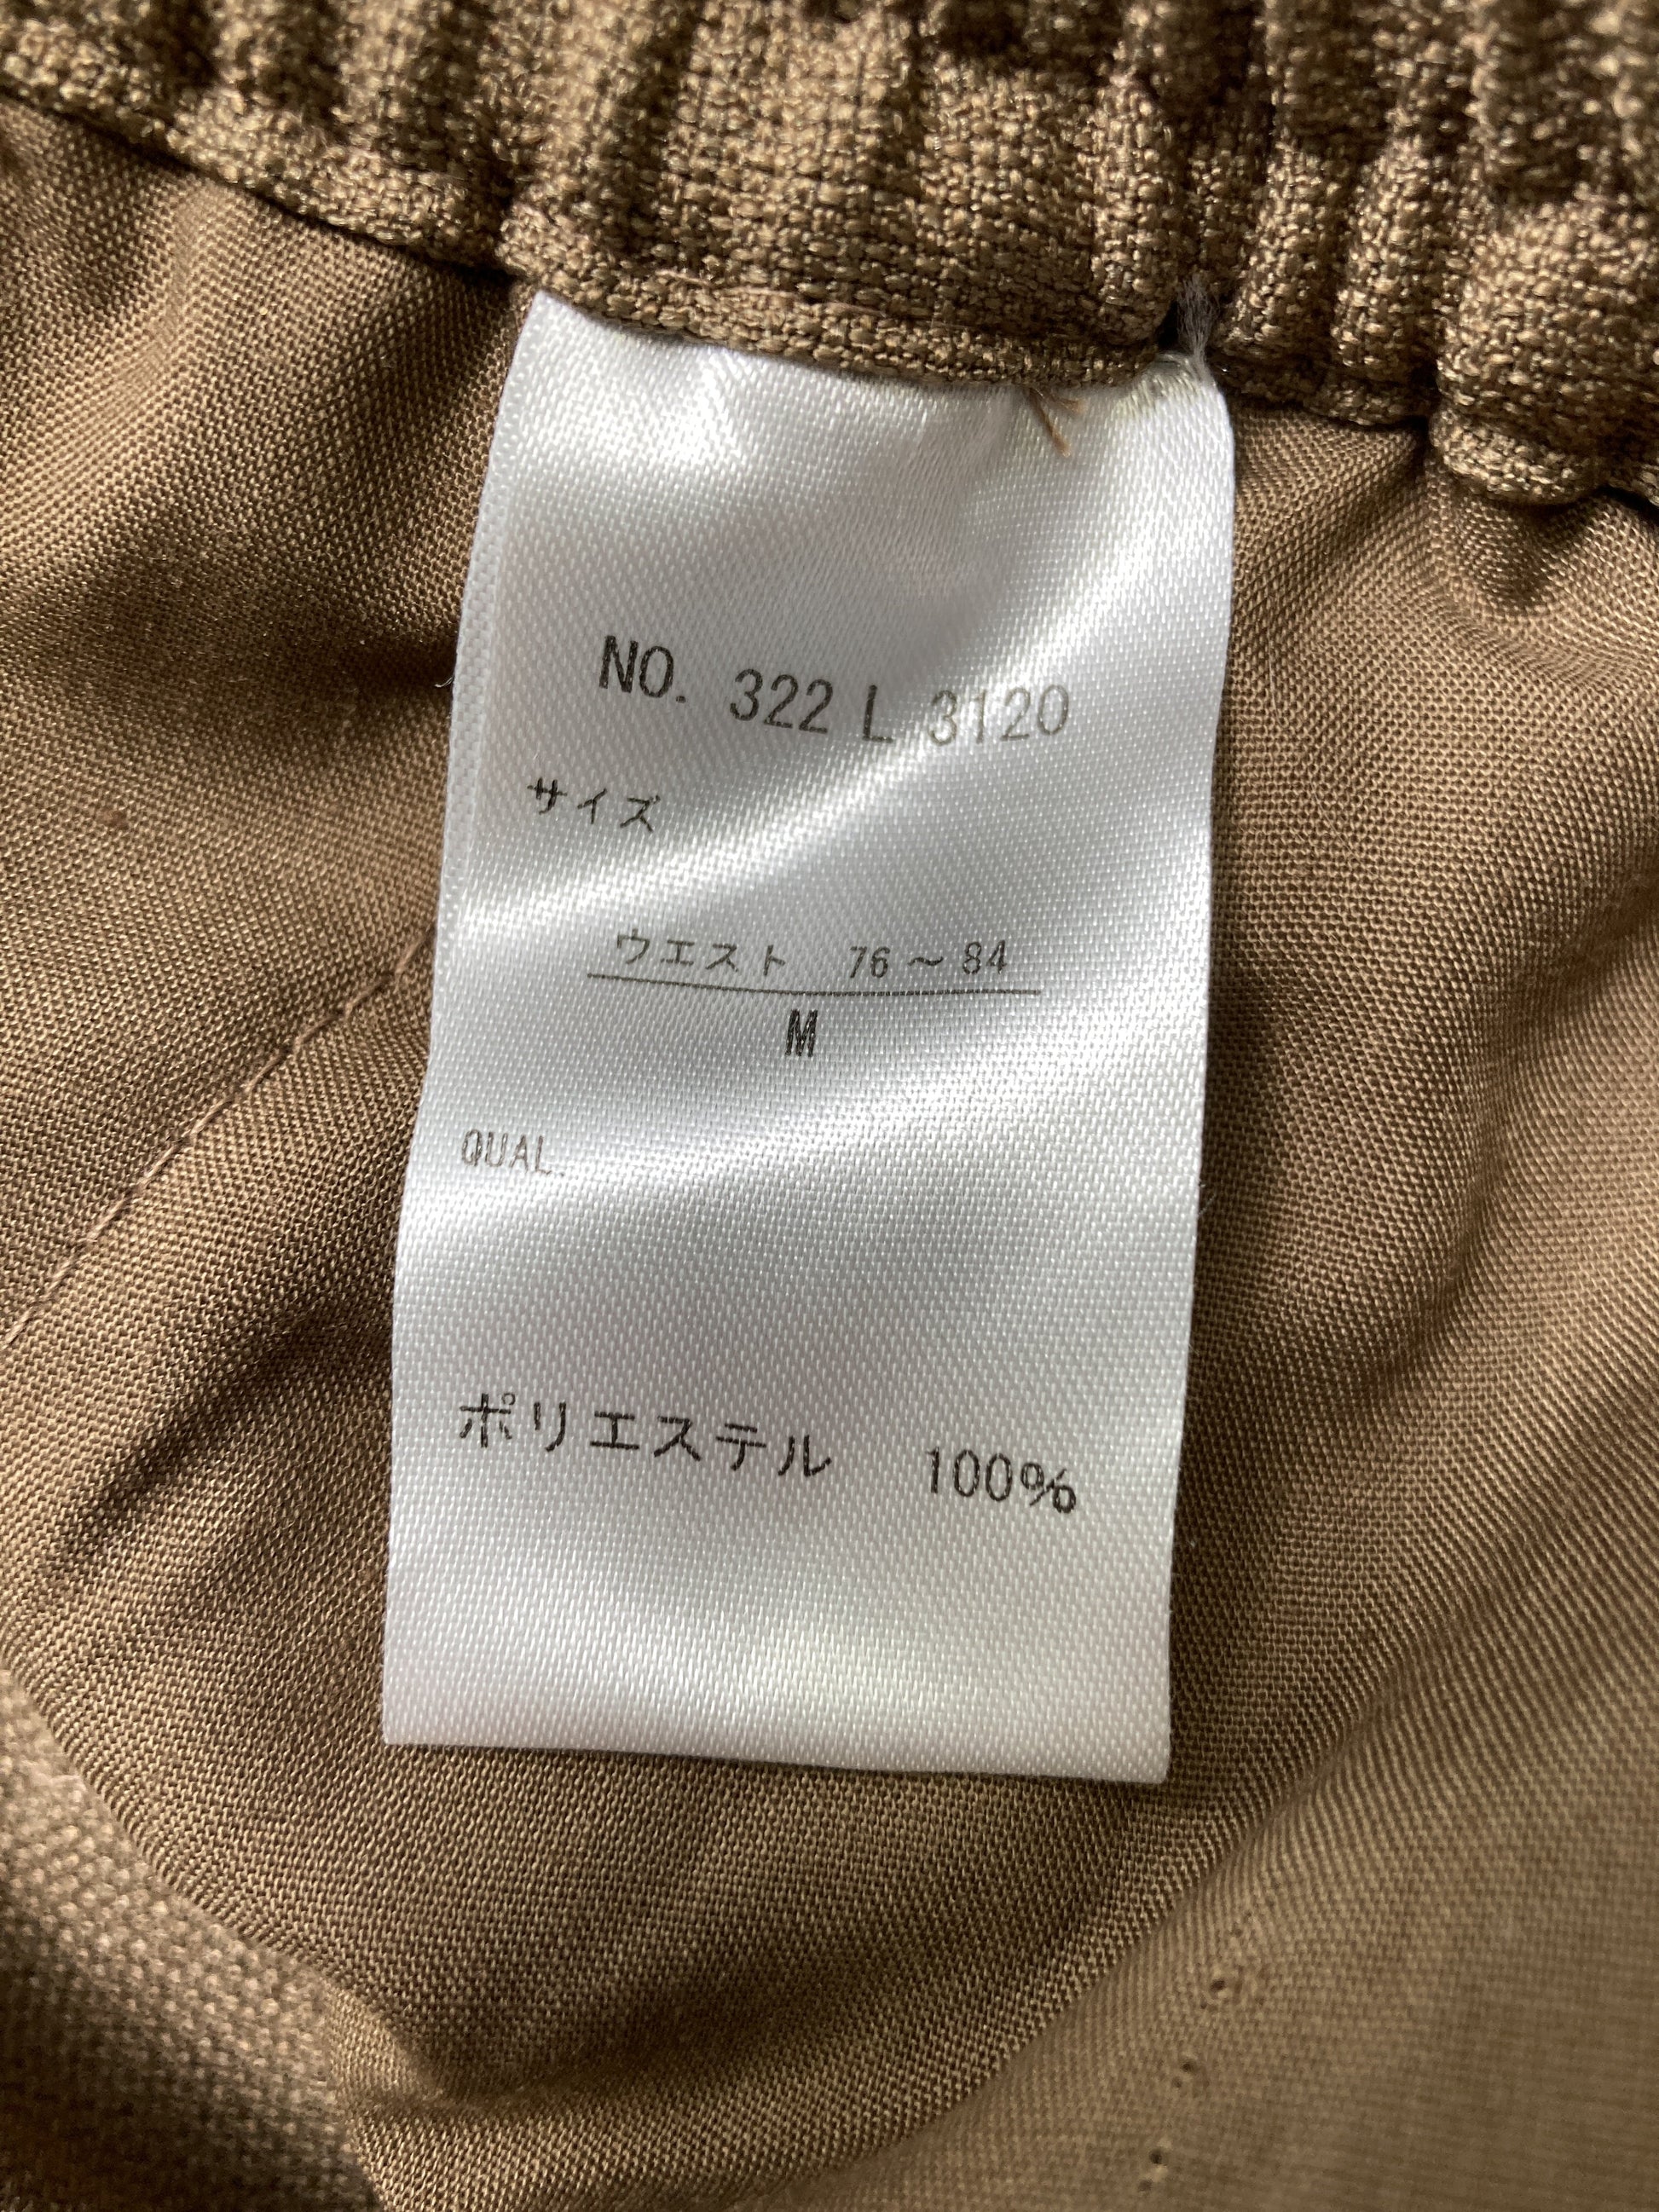 NO. 322 L 3120
サイズ
ウエスト 76～84
M
QUAL.
ポリエステル 100%